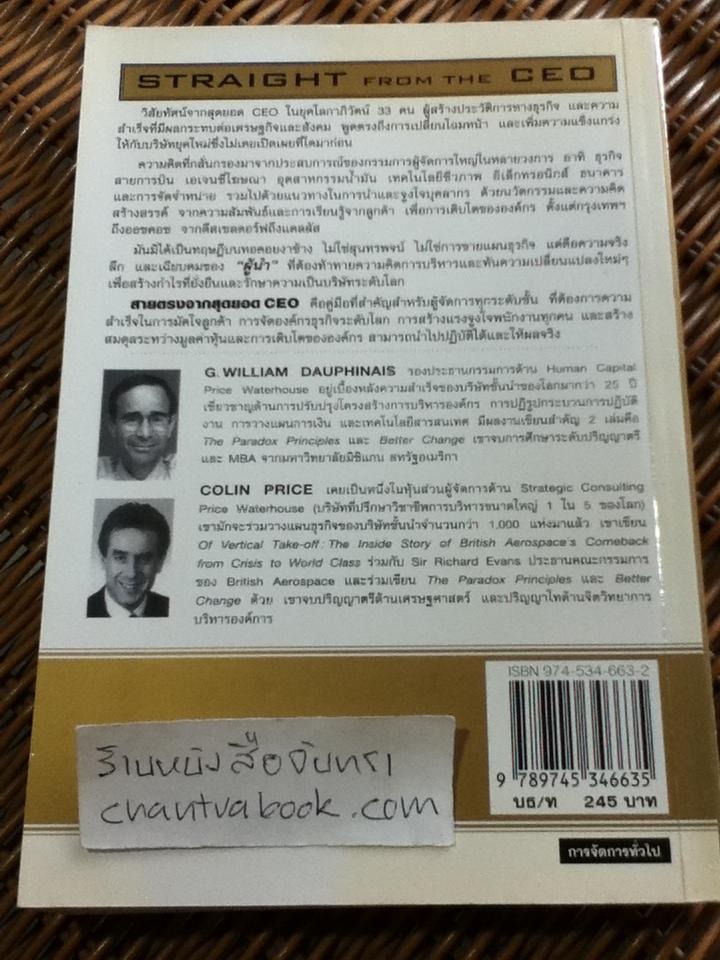 STRAIGHT FROM THE CEO
วิสัยทัศน์จากสุดยอด CEO ในยุคโลกาภิวัตน์ 33 คน ผู้สร้างประวัติการทางธุรกิจ และความ
สำเร็จที่มีผลกระทบต่อเศรษฐกิจและสังคม พูดตรงถึงการเปลี่ยนโฉมหน้า และเพิ่มความแข็งแกร่ง
ให้กับบริษัทยุคใหม่ซึ่งไม่เคยเปิดเผยที่ใดมาก่อน
ความคิดที่กลั่นกรองมาจากประสบการณ์ของกรรมการผู้จัดการใหญ่ในหลายวงการ อาทิ ธุรกิจ
สายการบิน เอเจนซี่โฆษณา อุตสาหกรรมน้ำมัน เทคโนโลยีชีวภาพ อิเล็กทรอนิกส์ ธนาคาร
และการจัดจำหน่าย รวมไปด้วยแนวทางในการนำและจูงใจบุคลากร ด้วยนวัตกรรมและความคิด
สร้างสรรค์ จากความสัมพันธ์และการเรียนรู้จากลูกค้า เพื่อการเติบโตขององค์กร ตั้งแต่กรุงเทพฯ
ถึงออชคอช จากดึสเซลดอร์ฟถึงแดลลัส
มันมิได้เป็นทฤษฎีบนหอคอยงาช้าง ไม่ใช่สุนทรพจน์ ไม่ใช่การขายแผนธุรกิจ แต่คือความจริง
ลึก และเฉียบคมของ "ผู้นำ" ที่ต้องท้าทายความคิดการบริหารและทันความเปลี่ยนแปลงใหม่ๆ
เพื่อสร้างกำไรที่ยั่งยืนและรักษาความเป็นบริษัทระดับโลก
สายตรงจากสุดยอด CEO คือคู่มือที่สำคัญสำหรับผู้จัดการทุกระดับชั้น ที่ต้องการความ
สำเร็จในการมัดใจลูกค้า การจัดองค์กรธุรกิจระดับโลก การสร้างแรงจูงใจพนักงานทุกคน และสร้าง
สมดุลระหว่างมูลค่าหุ้นและการเติบโตขององค์กร สามารถนำไปปฏิบัติได้และให้ผลจริง
G. WILLIAM DAUPHINAIS รองประธานกรรมการด้าน Human Capital
Price Waterhouse อยู่เบื้องหลังความสำเร็จของบริษัทชั้นนำของโลกมากว่า 25 ปี
เชี่ยวชาญด้านการปรับปรุงโครงสร้างการบริหารองค์กร การปฏิรูปกระบวนการปฏิบัติ
งาน การวางแผนการเงิน และเทคโนโลยีสารสนเทศ มีผลงานเขียนสำคัญ 2 เล่มคือ
The Paradox Principles และ Better Change เขาจบการศึกษาระดับปริญญาตรี
และ MBA จากมหาวิทยาลัยมิชิแกน สหรัฐอเมริกา
COLIN PRICE เคยเป็นหนึ่งในหุ้นส่วนผู้จัดการด้าน Strategic Consulting
Price Waterhouse (บริษัทที่ปรึกษาวิชาชีพการบริหารขนาดใหญ่ 1 ใน 5 ของโลก)
เขามักจะร่วมวางแผนธุรกิจของบริษัทชั้นนำจำนวนกว่า 1,000 แห่งมาแล้ว เขาเขียน
Of Vertical Take-off: The Inside Story of British Aerospace's Comeback
from Crisis to World Class ร่วมกับ Sir Richard Evans ประธานคณะกรรมการ
ของ British Aerospace และร่วมเขียน The Paradox Principles และ Better
Change ด้วย เขาจบปริญญาตรีด้านเศรษฐศาสตร์ และปริญญาโทด้านจิตวิทยาการ
บริหารองค์การ
ISBN 974-534-663-2
9 789745 346635
บธ/ท 245 บาท
ร้านหนังสือจันทรา
chantrabook.com
การจัดการทั่วไป